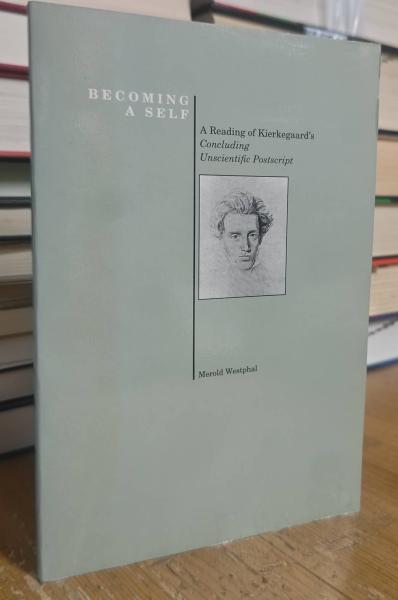 BECOMING
A SELF
A Reading of Kierkegaard's
Concluding
Unscientific Postscript
Merold Westphal